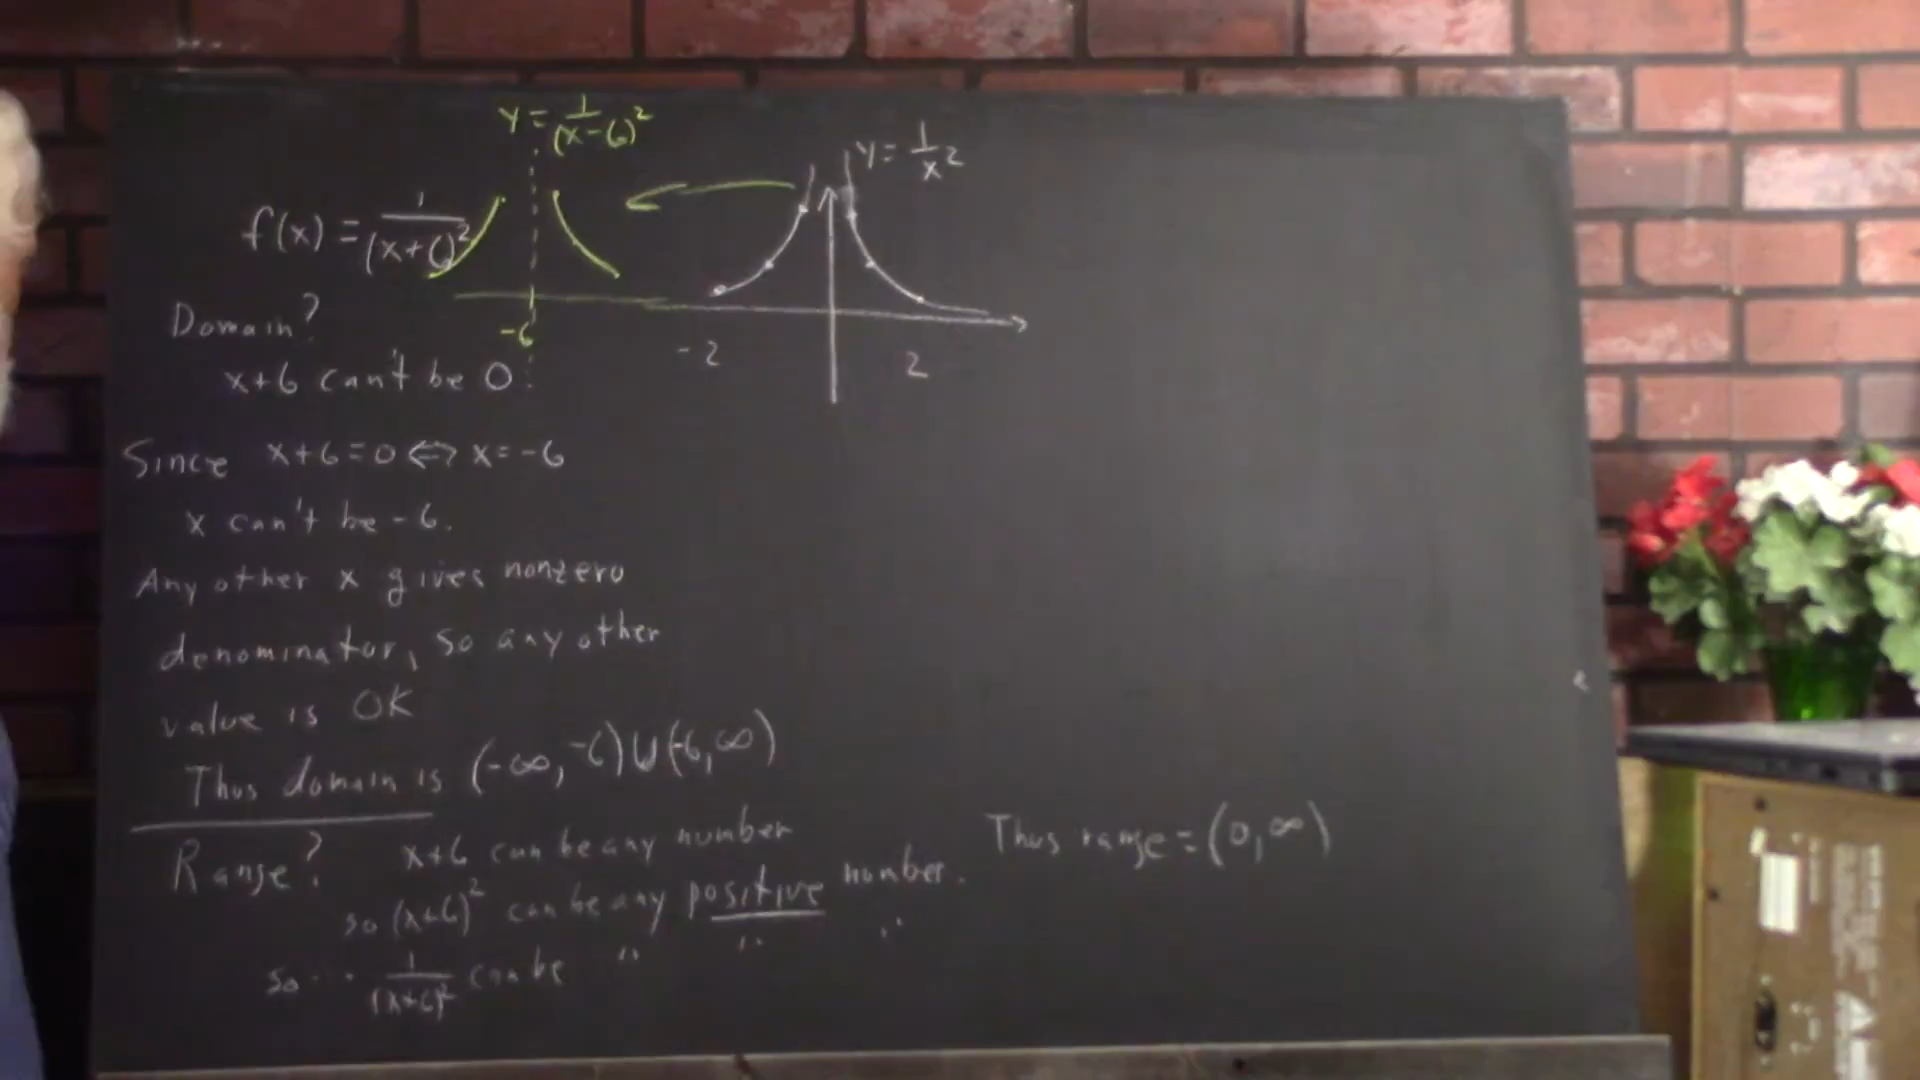 y = 1/(x-6)²
y = 1/x²
f(x) = 1/(x+6)²
-6
-2
2
Domain?
x+6 can't be 0.
Since x+6=0 ⇔ x=-6
x can't be -6.
Any other x gives nonzero
denominator, so any other
value is OK
Thus domain is (-∞,-6)∪(-6,∞)
Range? x+6 can be any number
so (x+6)² can be any positive number.
so... 1/(x+6)² can be " " "
Thus range = (0,∞)